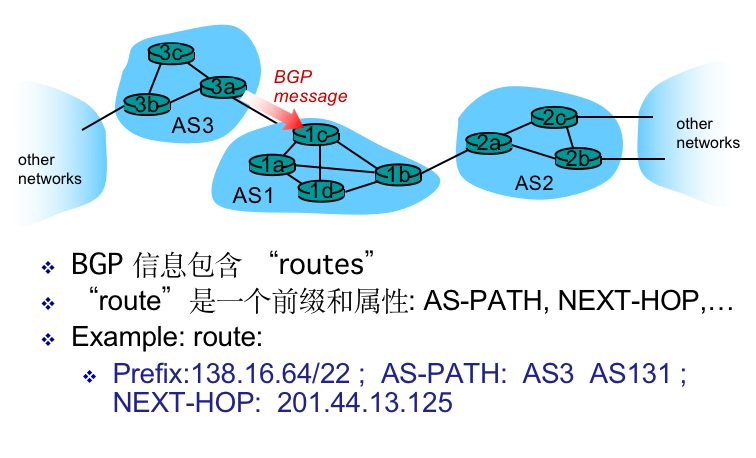 3c
BGP
message
3a
3b
AS3
2c
other
networks
1c
2a
other
networks
1a
1b
2b
AS1
1d
AS2
❖ BGP 信息包含 “routes”
❖ “route”是一个前缀和属性: AS-PATH, NEXT-HOP,…
❖ Example: route:
❖ Prefix:138.16.64/22 ; AS-PATH: AS3 AS131 ;
NEXT-HOP: 201.44.13.125